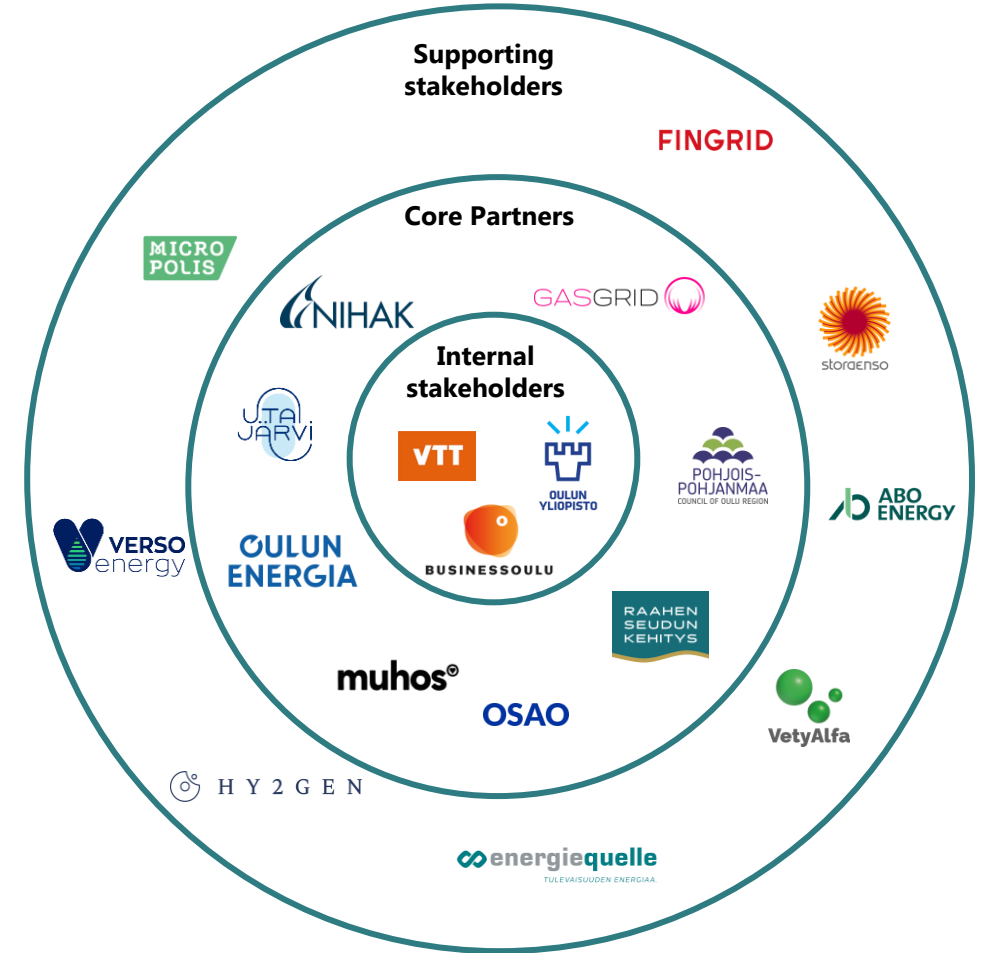 Supporting
stakeholders
FINGRID
Core Partners
MICRO
POLIS
NIHAK
GASGRID
storaenso
Internal
stakeholders
UTA
JÄRVI
VTT
OULUN
YLIOPISTO
POHJOIS-
POHJANMAA
COUNCIL OF OULU REGION
ABO
ENERGY
VERSO
energy
OULUN
ENERGIA
BUSINESSOULU
RAAHEN
SEUDUN
KEHITYS
muhos
OSAO
VetyAlfa
HY2GEN
energiequelle
TULEVAISUUDEN ENERGIAA.